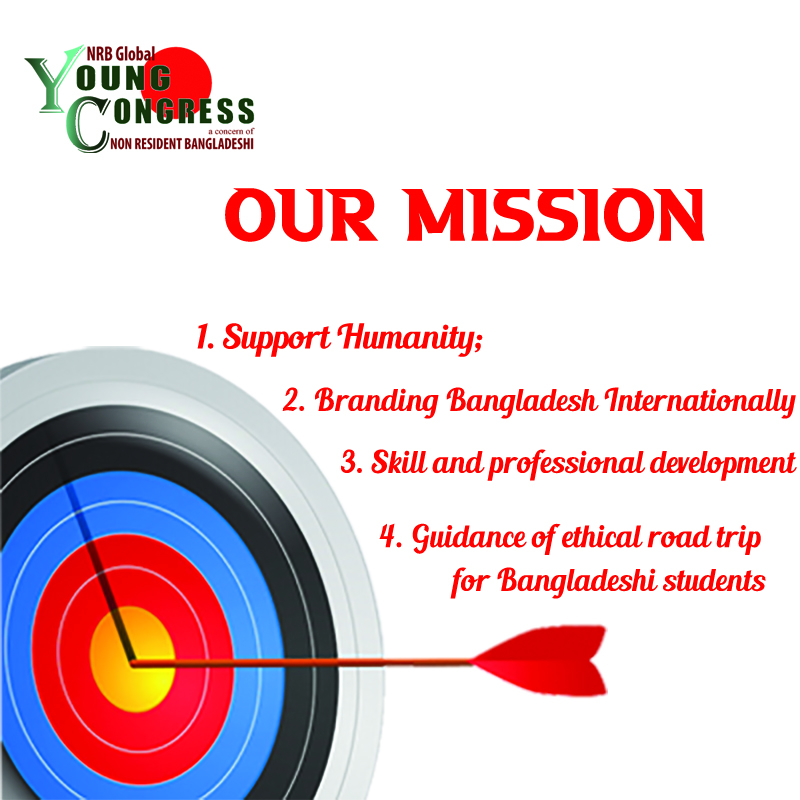 NRB Global
YOUNG
CONGRESS
a concern of
NON RESIDENT BANGLADESHI
OUR MISSION
1. Support Humanity;
2. Branding Bangladesh Internationally
3. Skill and professional development
4. Guidance of ethical road trip
for Bangladeshi students